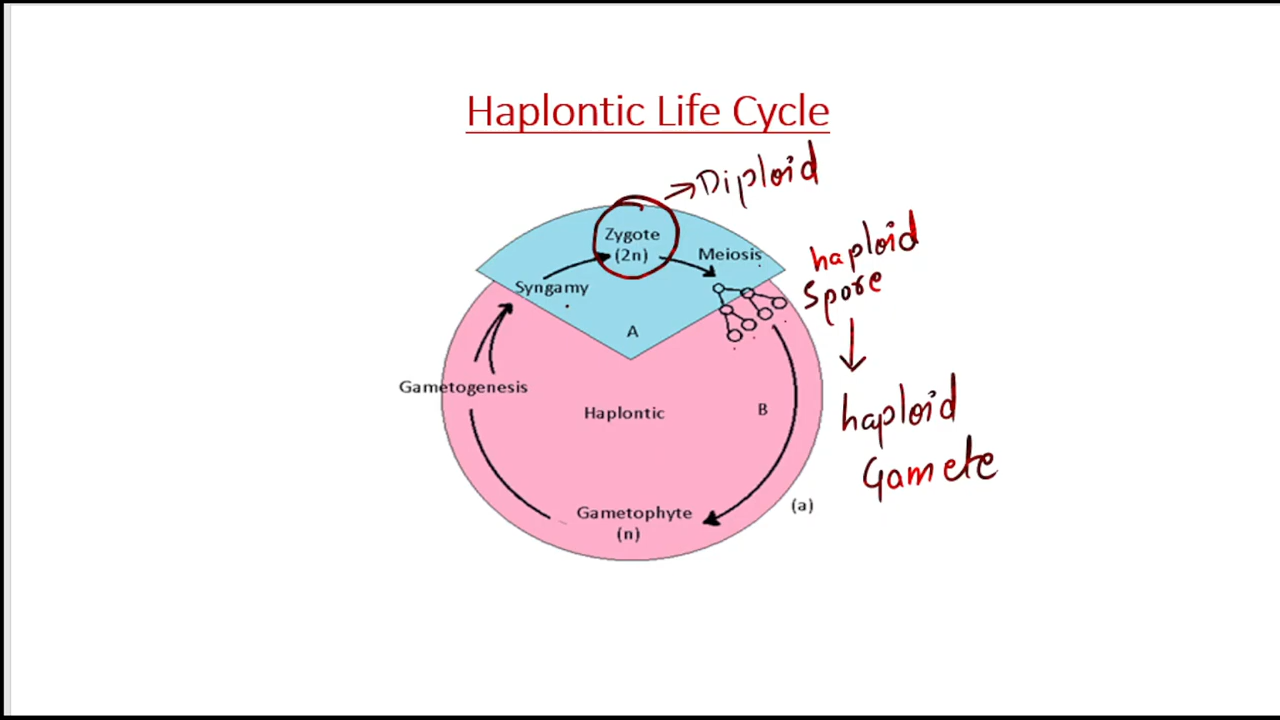 Haplontic Life Cycle
→Diploid
Zygote
(2n)
Meiosis
haploid
Spore
Syngamy
A
Gametogenesis
Haplontic
B
haploid
Gamete
(a)
Gametophyte
(n)